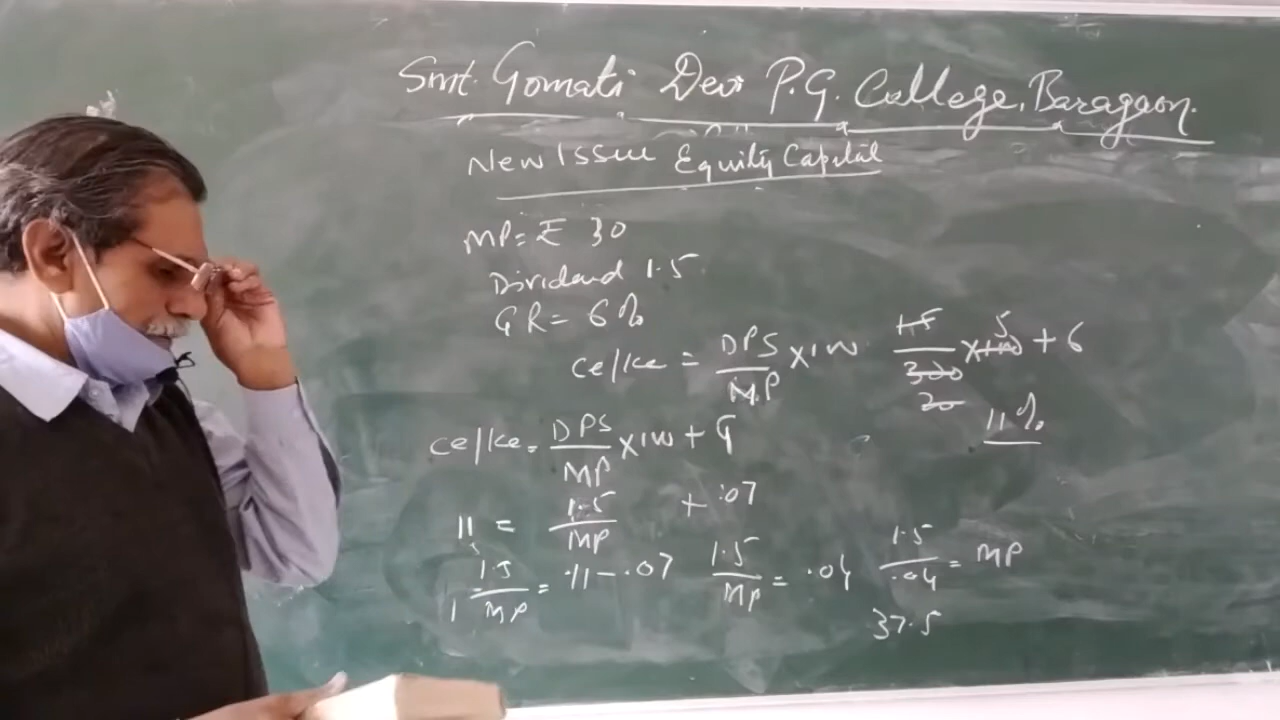 Smt. Gomati Devi P.G. College, Baragaon.
New Issue Equity Capital
MP = ₹ 30
Dividend 1.5
GR = 6%
Ce/Ke = DPS/MP × 100 15/300 × 100 5 + 6
20
11%
Ce/Ke = DPS/MP × 100 + G
11 = 1.5/MP + .07
1.5/MP = .11 - .07 1.5/MP = .04 1.5/.04 = MP
37.5